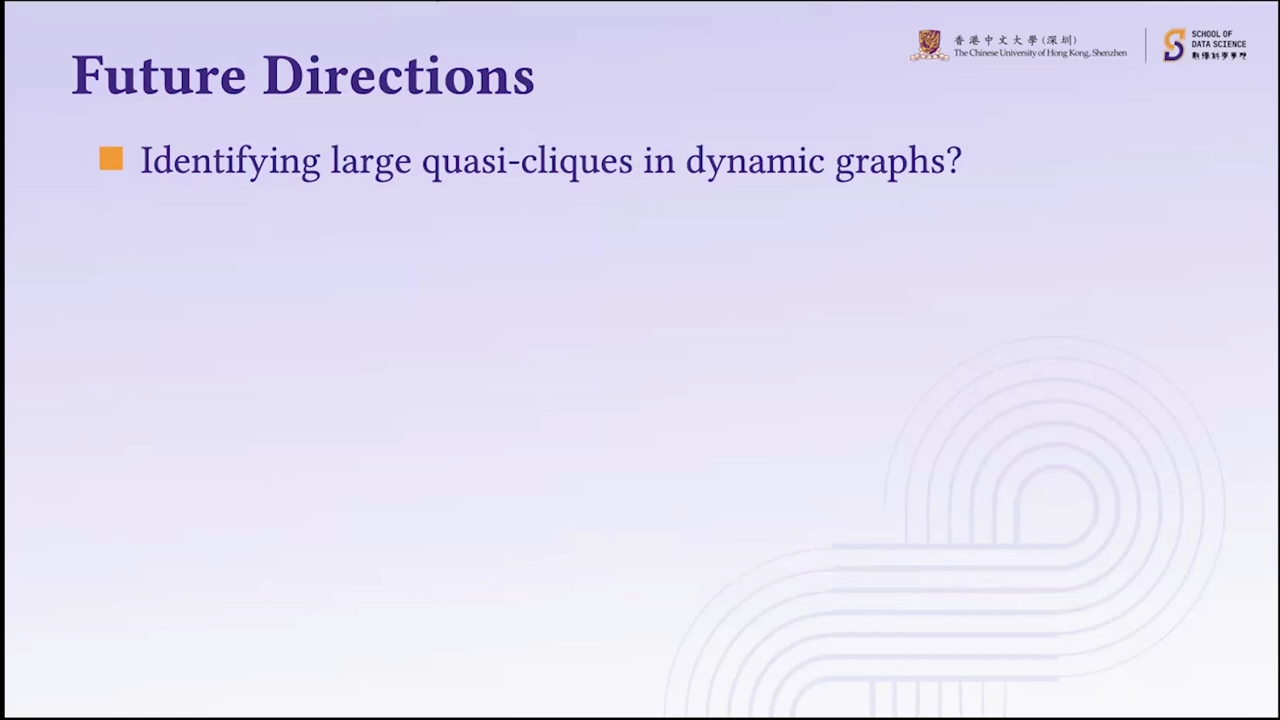 Future Directions
香港中文大學(深圳)
The Chinese University of Hong Kong, Shenzhen
SCHOOL OF
DATA SCIENCE
數據科學學院
Identifying large quasi-cliques in dynamic graphs?